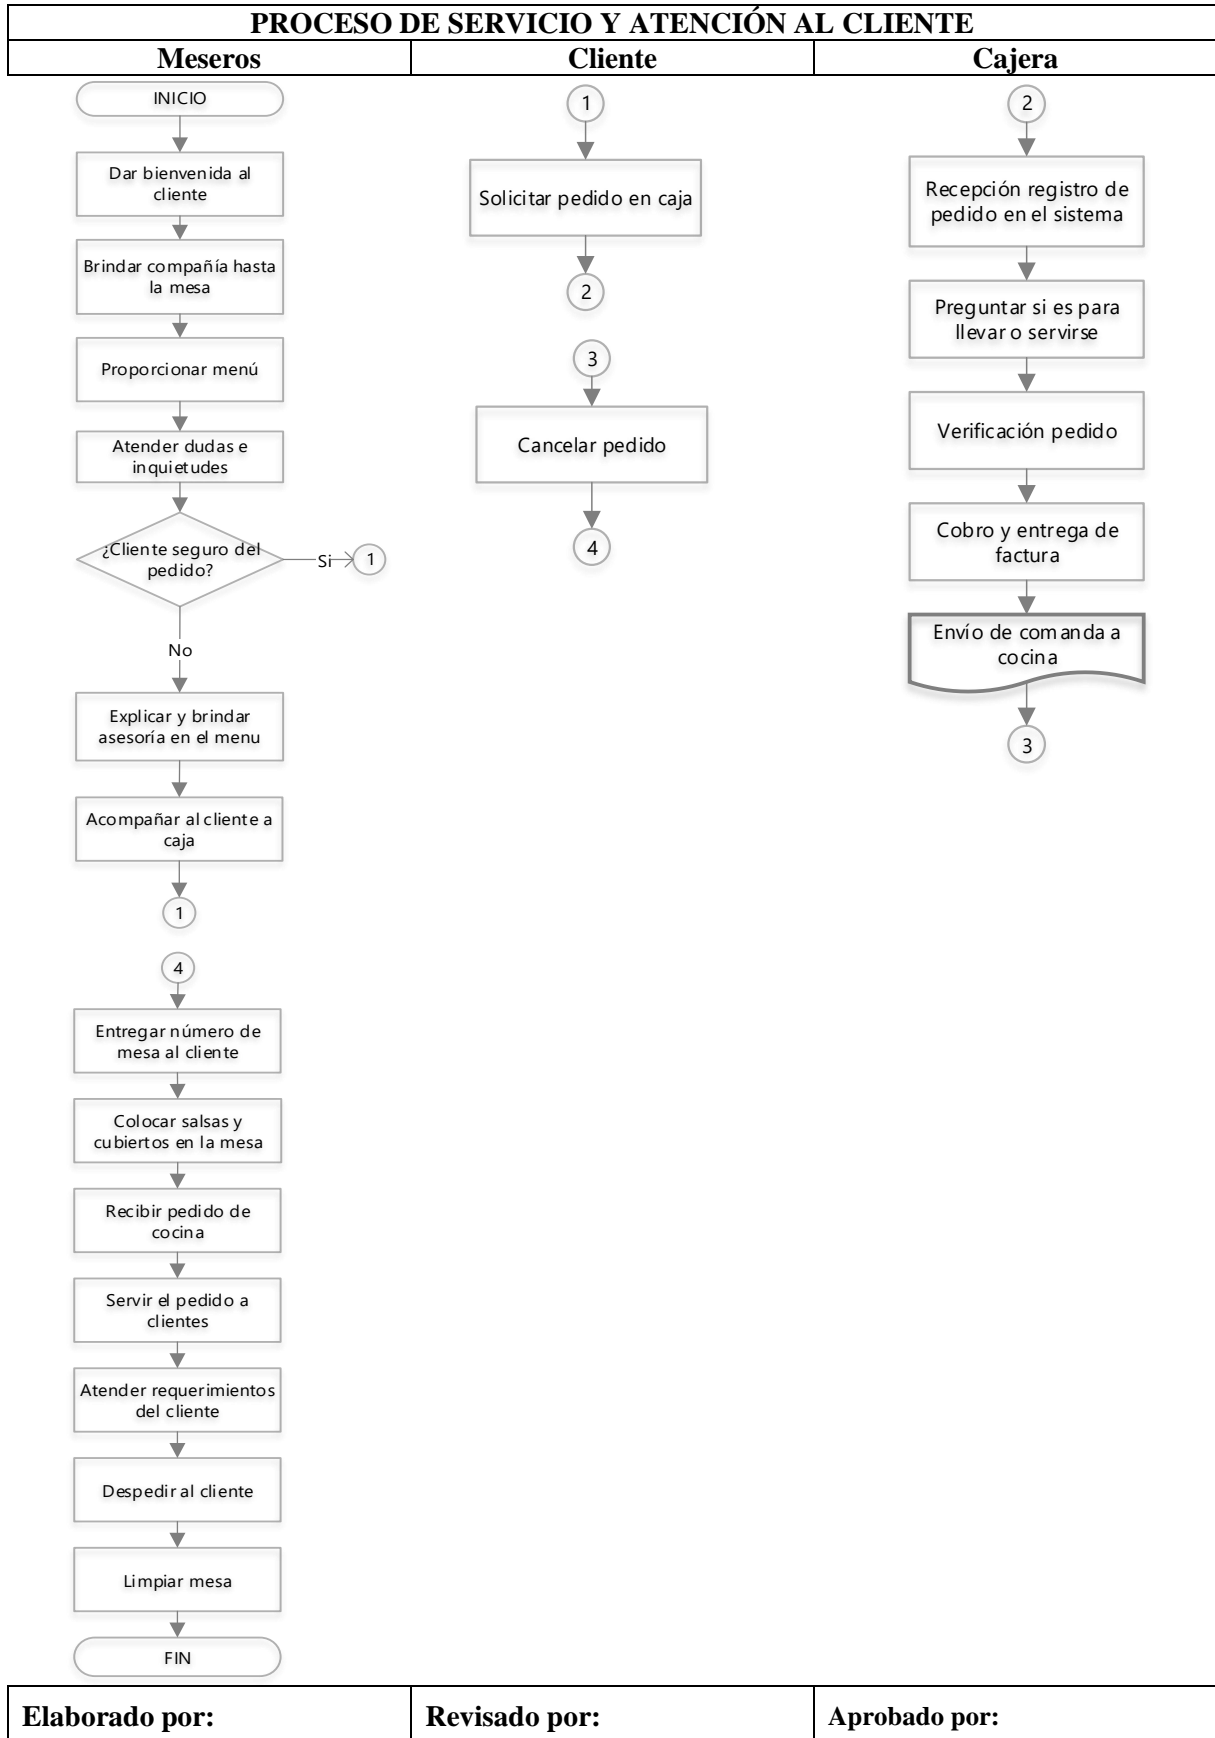 PROCESO DE SERVICIO Y ATENCIÓN AL CLIENTE
Meseros
Cliente
Cajera
INICIO
Dar bienvenida al
cliente
Brindar compañía hasta
la mesa
Proporcionar menú
Atender dudas e
inquietudes
¿Cliente seguro del
pedido?
Si
1
No
Explicar y brindar
asesoría en el menu
Acompañar al cliente a
caja
1
4
Entregar número de
mesa al cliente
Colocar salsas y
cubiertos en la mesa
Recibir pedido de
cocina
Servir el pedido a
clientes
Atender requerimientos
del cliente
Despedir al cliente
Limpiar mesa
FIN
1
Solicitar pedido en caja
2
3
Cancelar pedido
4
2
Recepción registro de
pedido en el sistema
Preguntar si es para
llevar o servirse
Verificación pedido
Cobro y entrega de
factura
Envío de comanda a
cocina
3
Elaborado por:
Revisado por:
Aprobado por: